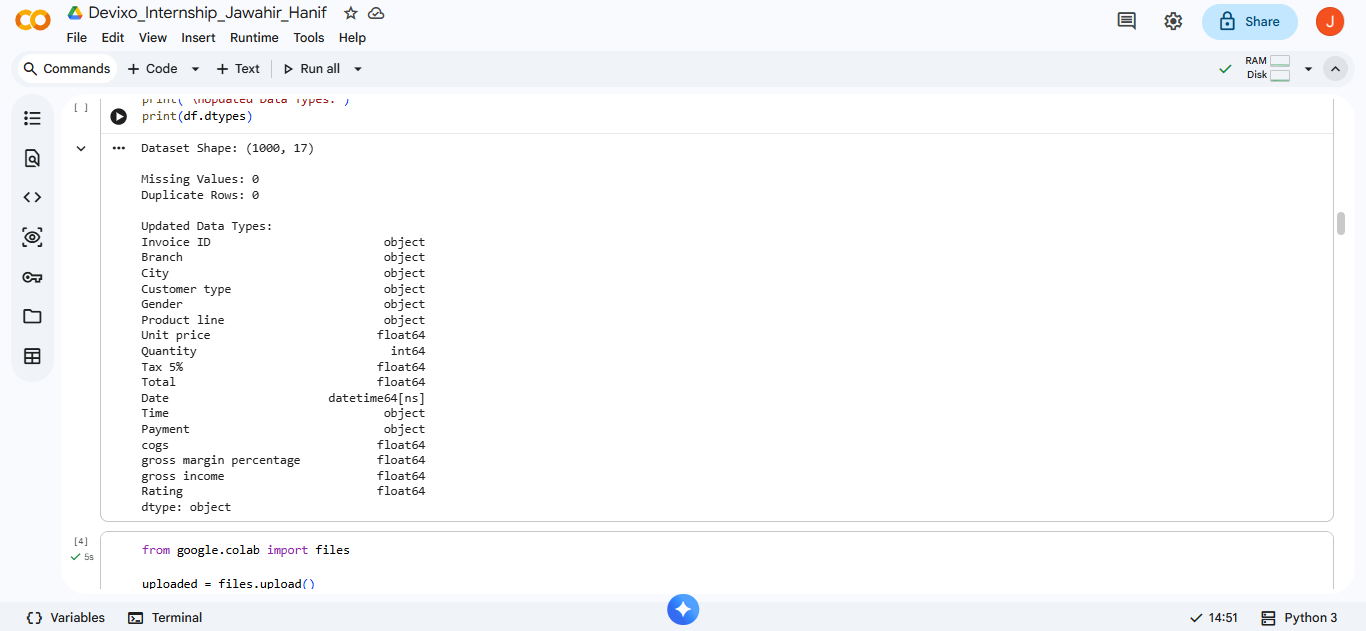 Devixo_Internship_Jawahir_Hanif
File Edit View Insert Runtime Tools Help
Share
J
Commands + Code + Text Run all
RAM
Disk
[ ]
print("\nUpdated Data Types:")
print(df.dtypes)
Dataset Shape: (1000, 17)
Missing Values: 0
Duplicate Rows: 0
Updated Data Types:
Invoice ID object
Branch object
City object
Customer type object
Gender object
Product line object
Unit price float64
Quantity int64
Tax 5% float64
Total float64
Date datetime64[ns]
Time object
Payment object
cogs float64
gross margin percentage float64
gross income float64
Rating float64
dtype: object
[4]
5s
from google.colab import files
uploaded = files.upload()
Variables Terminal
14:51 Python 3